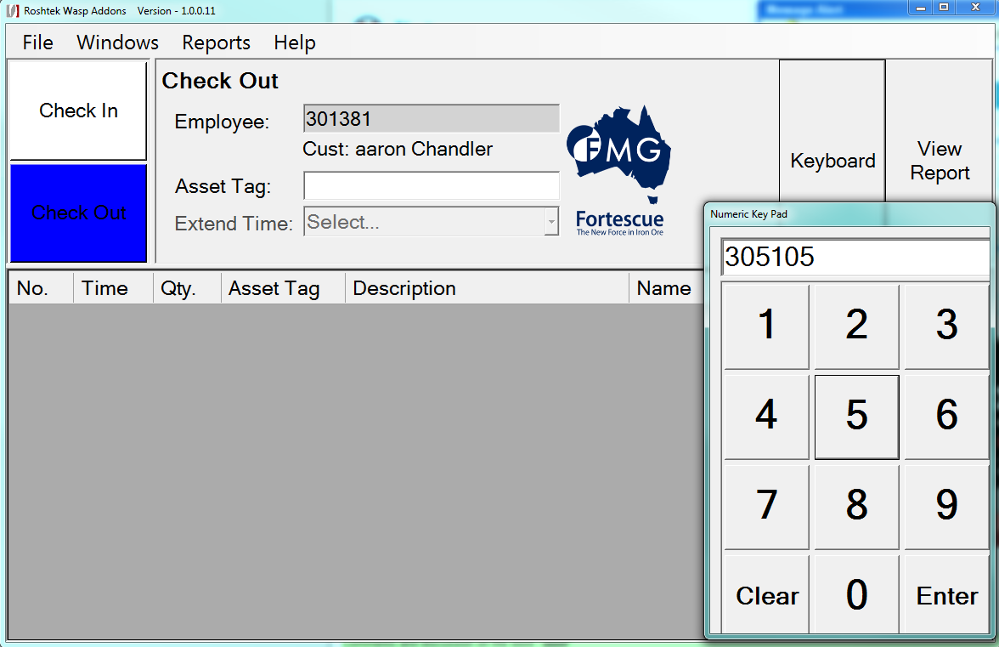 Roshtek Wasp Addons Version - 1.0.0.11
Message Alert
File Windows Reports Help
Check In
Check Out
Check Out
Employee: 301381
Cust: aaron Chandler
Asset Tag:
Extend Time: Select...
FMG
Fortescue
The New Force in Iron Ore
Keyboard
View
Report
No. Time Qty. Asset Tag Description Name
Numeric Key Pad
305105
1 2 3
4 5 6
7 8 9
Clear 0 Enter